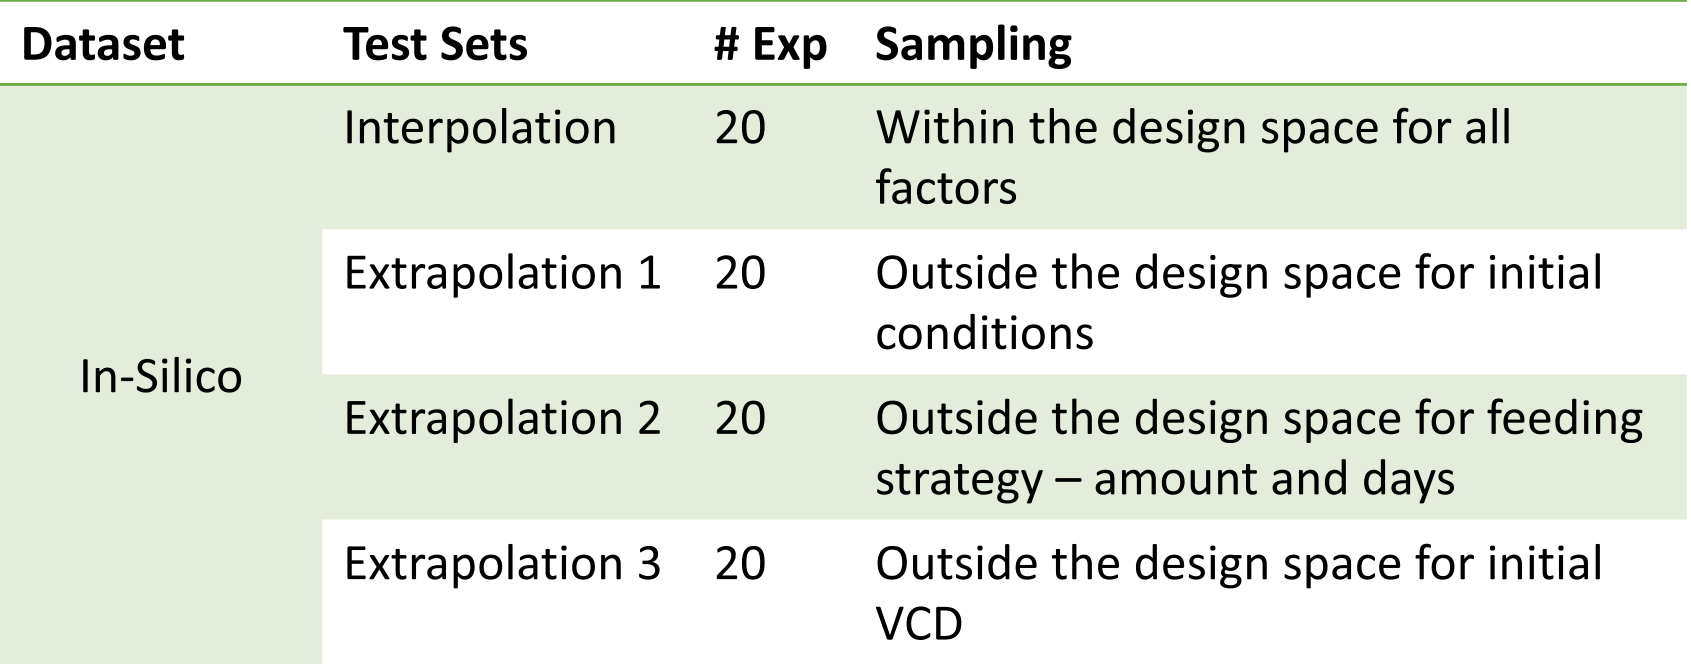 Dataset Test Sets # Exp Sampling
Interpolation 20 Within the design space for all
factors
Extrapolation 1 20 Outside the design space for initial
conditions
In-Silico
Extrapolation 2 20 Outside the design space for feeding
strategy – amount and days
Extrapolation 3 20 Outside the design space for initial
VCD